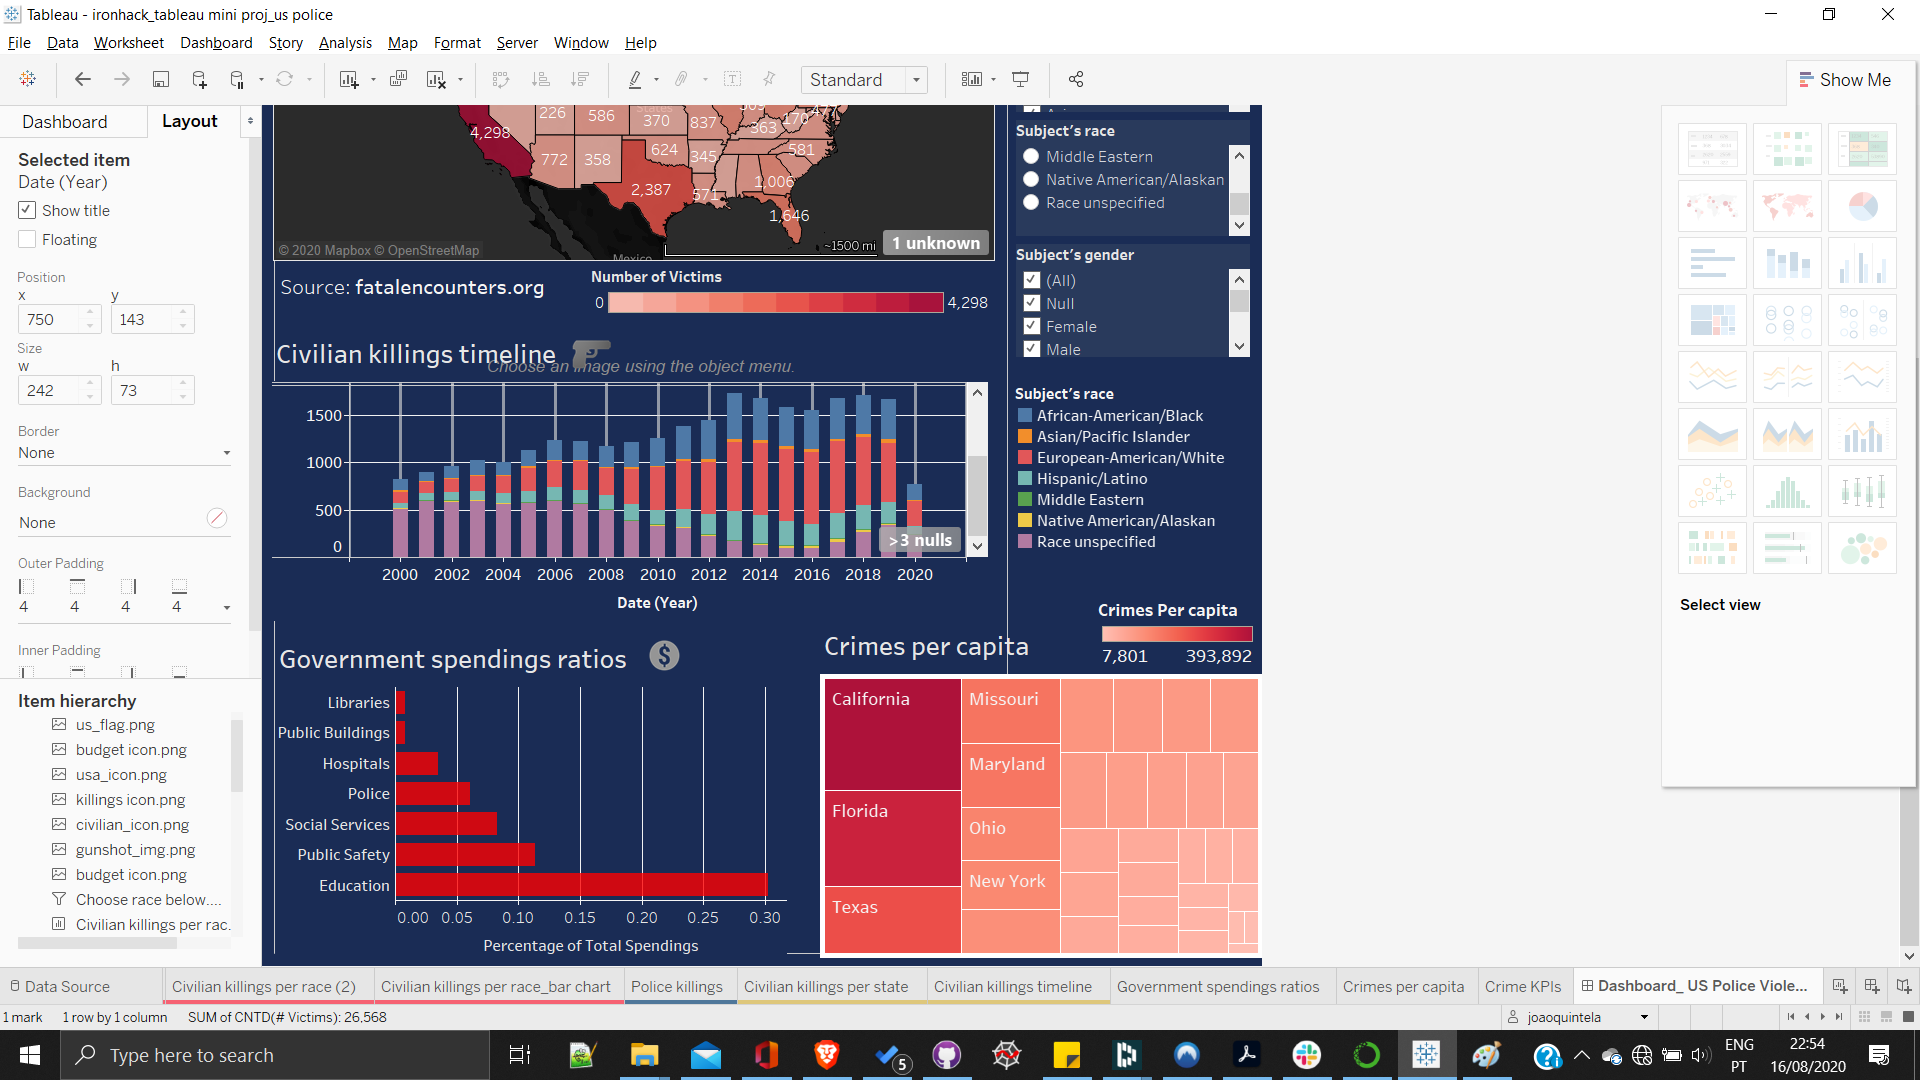 Tableau - ironhack_tableau mini proj_us police
File Data Worksheet Dashboard Story Analysis Map Format Server Window Help
Standard
Show Me
Dashboard Layout
Selected item
Date (Year)
Show title
Floating
Position
x y
750 143
Size
w h
242 73
Border
None
Background
None
Outer Padding
4 4 4 4
Inner Padding
Item hierarchy
us_flag.png
budget icon.png
usa_icon.png
killings icon.png
civilian_icon.png
gunshot_img.png
budget icon.png
Choose race below....
Civilian killings per rac.
226 586 370 837 363 170
4,298
772 358 624 345 581
2,387 571 1,006
1,646
© 2020 Mapbox © OpenStreetMap
Mexico
~1500 mi
1 unknown
Source: fatalencounters.org
Number of Victims
0 4,298
Subject's race
Middle Eastern
Native American/Alaskan
Race unspecified
Subject's gender
(All)
Null
Female
Male
Civilian killings timeline
Choose an image using the object menu.
1500
1000
500
0
>3 nulls
2000 2002 2004 2006 2008 2010 2012 2014 2016 2018 2020
Date (Year)
Subject's race
African-American/Black
Asian/Pacific Islander
European-American/White
Hispanic/Latino
Middle Eastern
Native American/Alaskan
Race unspecified
Crimes Per capita
7,801 393,892
Government spendings ratios
$
Libraries
Public Buildings
Hospitals
Police
Social Services
Public Safety
Education
0.00 0.05 0.10 0.15 0.20 0.25 0.30
Percentage of Total Spendings
Crimes per capita
California
Florida
Texas
Missouri
Maryland
Ohio
New York
Select view
Data Source
Civilian killings per race (2)
Civilian killings per race_bar chart
Police killings
Civilian killings per state
Civilian killings timeline
Government spendings ratios
Crimes per capita
Crime KPIs
Dashboard_ US Police Viole...
1 mark 1 row by 1 column SUM of CNTD(# Victims): 26,568
joaoquintela
Type here to search
5
ENG
PT
22:54
16/08/2020